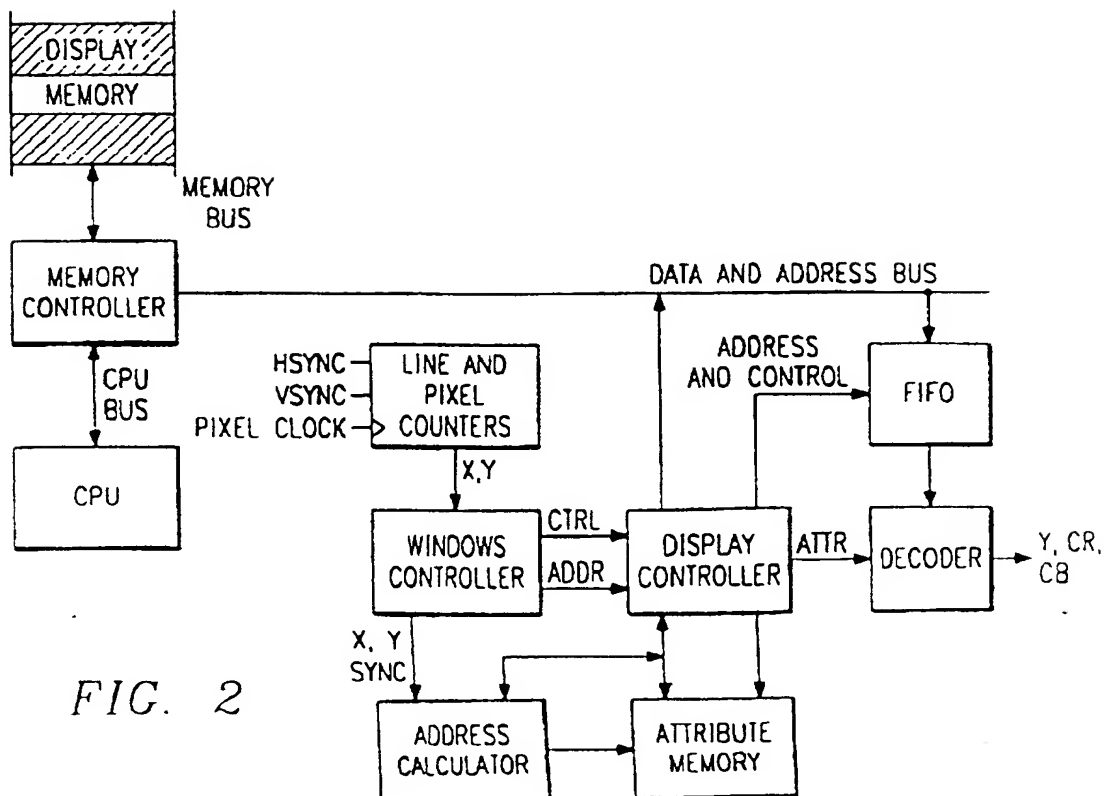 DISPLAY
MEMORY
MEMORY
BUS
MEMORY
CONTROLLER
DATA AND ADDRESS BUS
CPU
BUS
HSYNC
VSYNC
PIXEL CLOCK
LINE AND
PIXEL
COUNTERS
ADDRESS
AND CONTROL
FIFO
CPU
X,Y
WINDOWS
CONTROLLER
CTRL
ADDR
DISPLAY
CONTROLLER
ATTR
DECODER
Y, CR,
CB
X, Y
SYNC
FIG. 2
ADDRESS
CALCULATOR
ATTRIBUTE
MEMORY